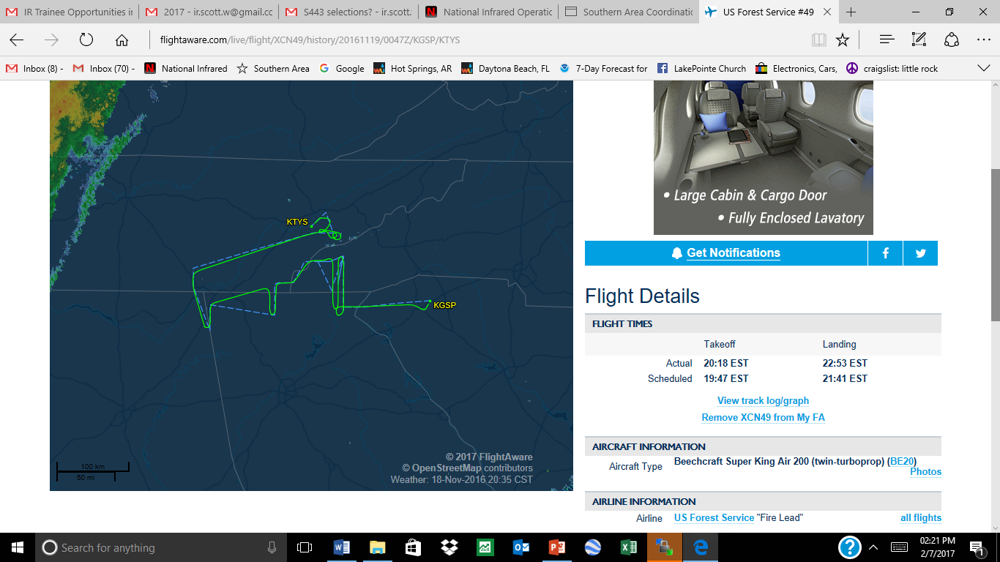 IR Trainee Opportunities in
2017 - ir.scott.w@gmail.cc
S443 selections? - ir.scott.
National Infrared Operatic
Southern Area Coordinatic
US Forest Service #49
flightaware.com/live/flight/XCN49/history/20161119/0047Z/KGSP/KTYS
Inbox (8) -
Inbox (70) -
National Infrared
Southern Area
Google
Hot Springs, AR
Daytona Beach, FL
7-Day Forecast for
LakePointe Church
Electronics, Cars,
craigslist: little rock
KTYS
KGSP
100 km
50 mi
© 2017 FlightAware
© OpenStreetMap contributors
Weather: 18-Nov-2016 20:35 CST
• Large Cabin & Cargo Door
• Fully Enclosed Lavatory
Get Notifications
Flight Details
FLIGHT TIMES
Takeoff Landing
Actual 20:18 EST 22:53 EST
Scheduled 19:47 EST 21:41 EST
View track log/graph
Remove XCN49 from My FA
AIRCRAFT INFORMATION
Aircraft Type Beechcraft Super King Air 200 (twin-turboprop) (BE20)
Photos
AIRLINE INFORMATION
Airline US Forest Service "Fire Lead" all flights
Search for anything
02:21 PM
2/7/2017
1